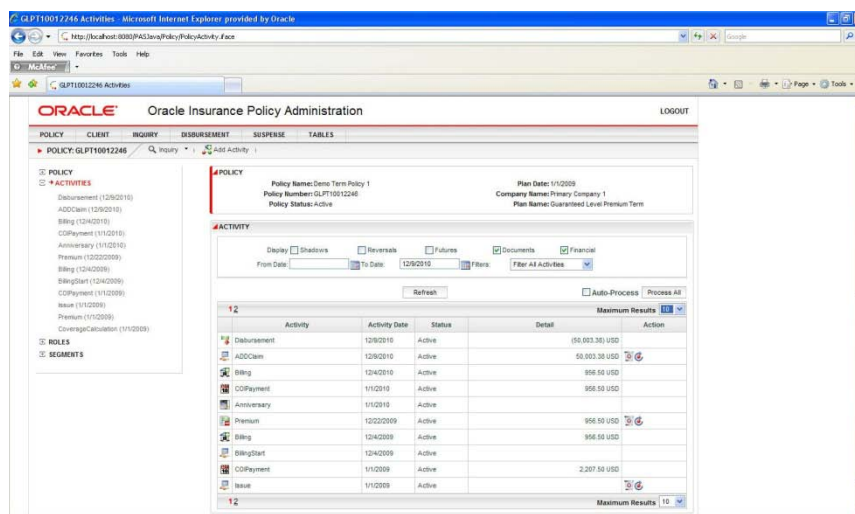 GLPT10012246 Activities - Microsoft Internet Explorer provided by Oracle
http://localhost:8080/PASJava/Policy/PolicyActivity.iface
Google
File Edit View Favorites Tools Help
McAfee
GLPT10012246 Activities
Page Tools
ORACLE Oracle Insurance Policy Administration LOGOUT
POLICY CLIENT INQUIRY DISBURSEMENT SUSPENSE TABLES
POLICY: GLPT10012246 Inquiry Add Activity
POLICY
ACTIVITIES
Disbursement (12/9/2010)
ADDClaim (12/9/2010)
Billing (12/4/2010)
COIPayment (1/1/2010)
Anniversary (1/1/2010)
Premium (12/22/2009)
Billing (12/4/2009)
BillingStart (12/4/2009)
COIPayment (1/1/2009)
Issue (1/1/2009)
Premium (1/1/2009)
CoverageCalculation (1/1/2009)
ROLES
SEGMENTS
POLICY
Policy Name: Demo Term Policy 1 Plan Date: 1/1/2009
Policy Number: GLPT10012246 Company Name: Primary Company 1
Policy Status: Active Plan Name: Guaranteed Level Premium Term
ACTIVITY
Display Shadows Reversals Futures Documents Financial
From Date: To Date: 12/9/2010 Filters: Filter All Activities
Refresh Auto-Process Process All
1 2 Maximum Results 10
Activity Activity Date Status Detail Action
Disbursement 12/9/2010 Active (50,003.38) USD
ADDClaim 12/9/2010 Active 50,003.38 USD
Billing 12/4/2010 Active 956.50 USD
COIPayment 1/1/2010 Active 956.50 USD
Anniversary 1/1/2010 Active
Premium 12/22/2009 Active 956.50 USD
Billing 12/4/2009 Active 956.50 USD
BillingStart 12/4/2009 Active
COIPayment 1/1/2009 Active 2,207.50 USD
Issue 1/1/2009 Active
1 2 Maximum Results 10